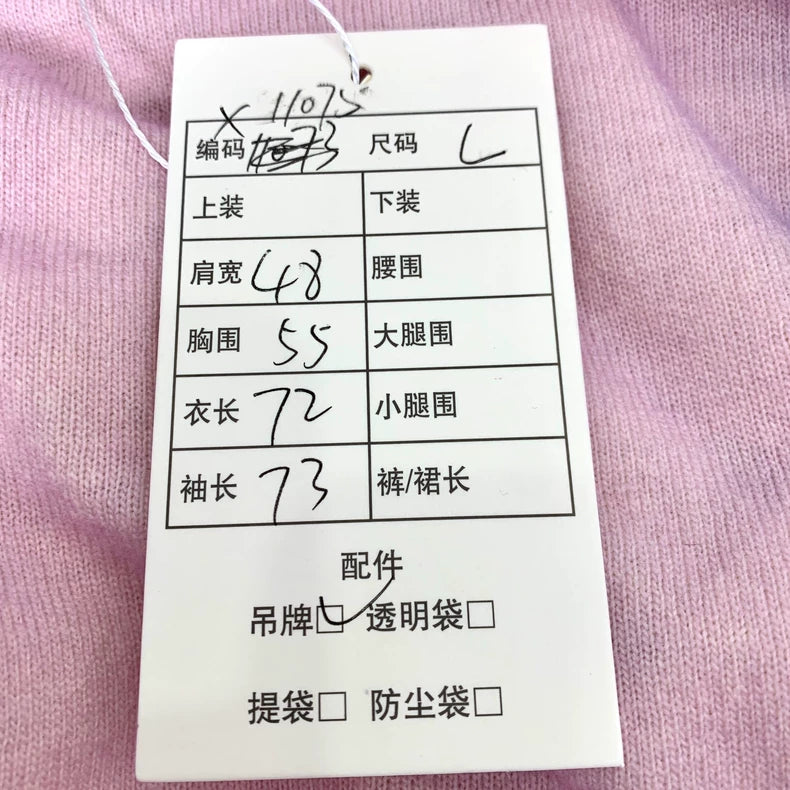 X 11075
编码 尺码 L
上装 下装
肩宽 48 腰围
胸围 55 大腿围
衣长 72 小腿围
袖长 73 裤/裙长
配件
吊牌☑ 透明袋□
提袋□ 防尘袋□